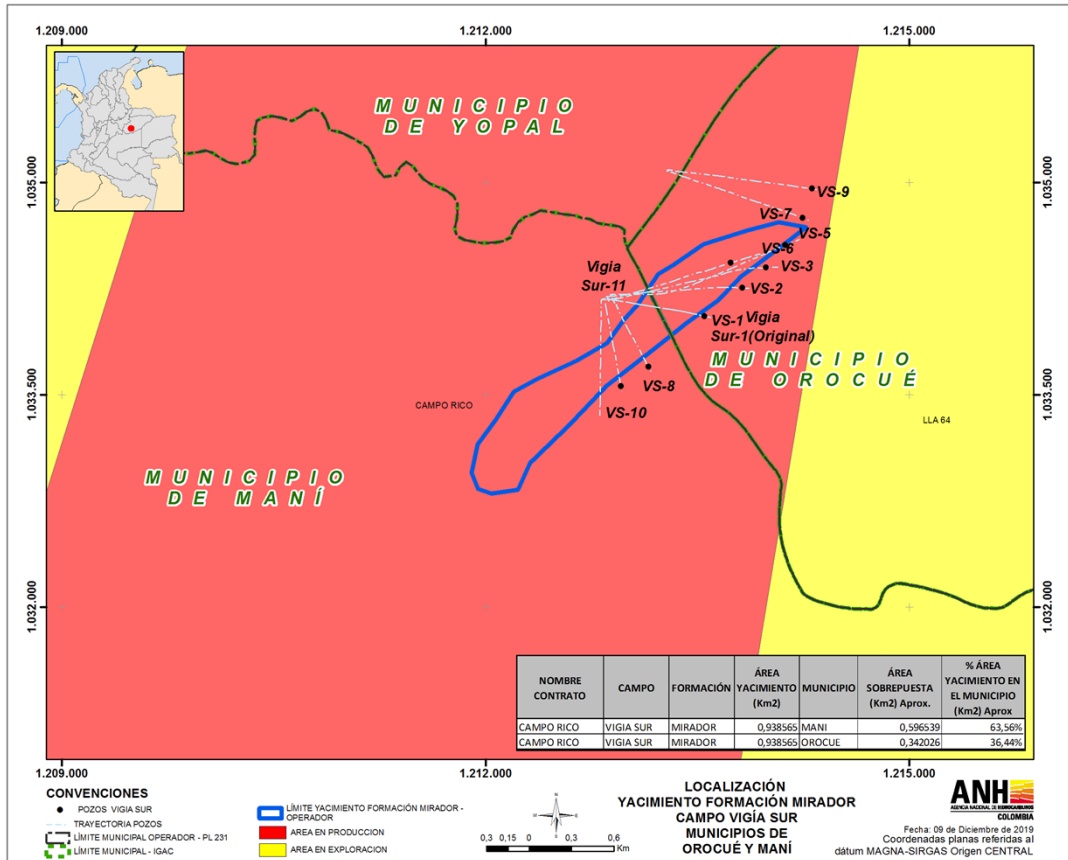 1.209.000
1.212.000
1.215.000
MUNICIPIO
DE YOPAL
1.035.000
1.035.000
VS-9
VS-7
VS-5
VS-6
Vigia
Sur-11
VS-3
VS-2
VS-1
Vigia
Sur-1(Original)
MUNICIPIO
DE OROCUÉ
VS-8
VS-10
1.033.500
CAMPO RICO
LLA 64
1.033.500
MUNICIPIO
DE MANÍ
1.032.000
1.032.000
NOMBRE CONTRATO CAMPO FORMACIÓN ÁREA YACIMIENTO (Km2) MUNICIPIO ÁREA SOBREPUESTA (Km2) Aprox. % ÁREA YACIMIENTO EN EL MUNICIPIO (Km2) Aprox
CAMPO RICO VIGIA SUR MIRADOR 0,938565 MANI 0,596539 63,56%
CAMPO RICO VIGIA SUR MIRADOR 0,938565 OROCUE 0,342026 36,44%
1.209.000
1.212.000
1.215.000
CONVENCIONES
POZOS VIGIA SUR
TRAYECTORIA POZOS
LÍMITE MUNICIPAL OPERADOR - PL 231
LÍMITE MUNICIPAL - IGAC
LÍMITE YACIMIENTO FORMACIÓN MIRADOR -
OPERADOR
AREA EN PRODUCCION
AREA EN EXPLORACION
0.3 0,15 0 0.3 0,6
Km
LOCALIZACIÓN
YACIMIENTO FORMACIÓN MIRADOR
CAMPO VIGÍA SUR
MUNICIPIOS DE
OROCUÉ Y MANÍ
ANH
AGENCIA NACIONAL DE HIDROCARBUROS
COLOMBIA
Fecha: 09 de Diciembre de 2019
Coordenadas planas referidas al
dátum MAGNA-SIRGAS Origen CENTRAL